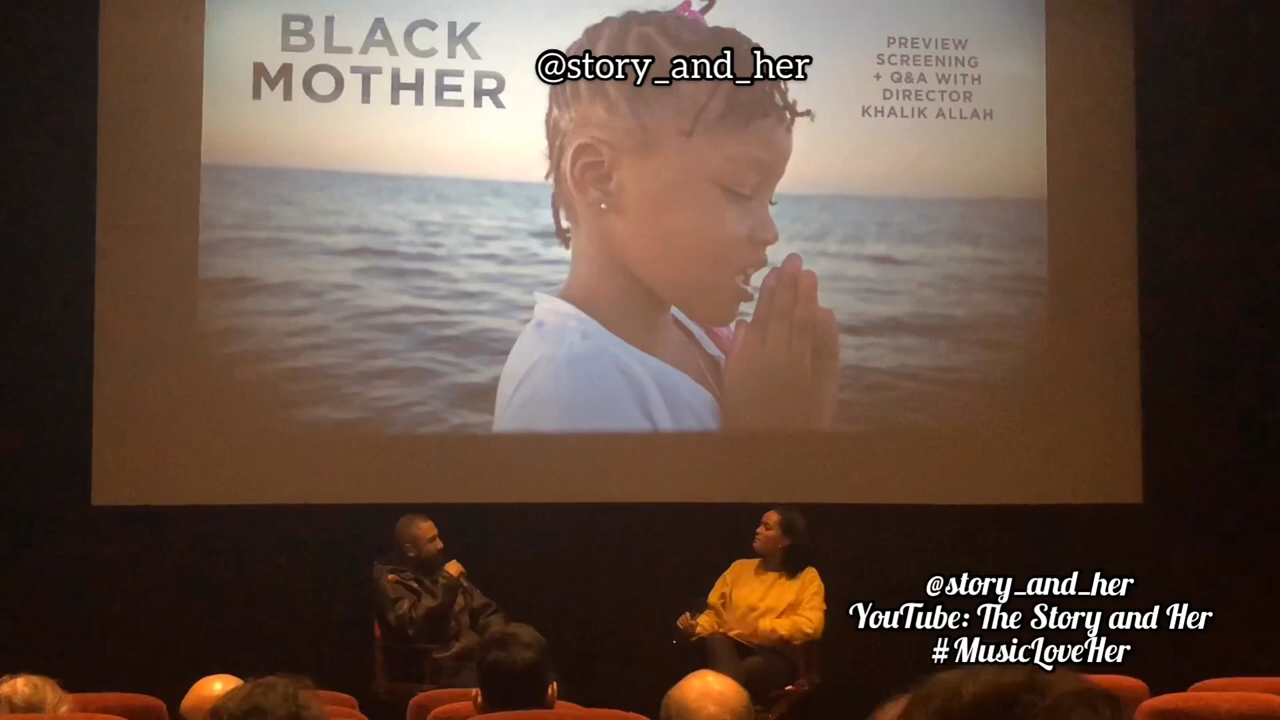 BLACK
MOTHER
@story_and_her
PREVIEW
SCREENING
+ Q&A WITH
DIRECTOR
KHALIK ALLAH
@story_and_her
YouTube: The Story and Her
#MusicLoveHer